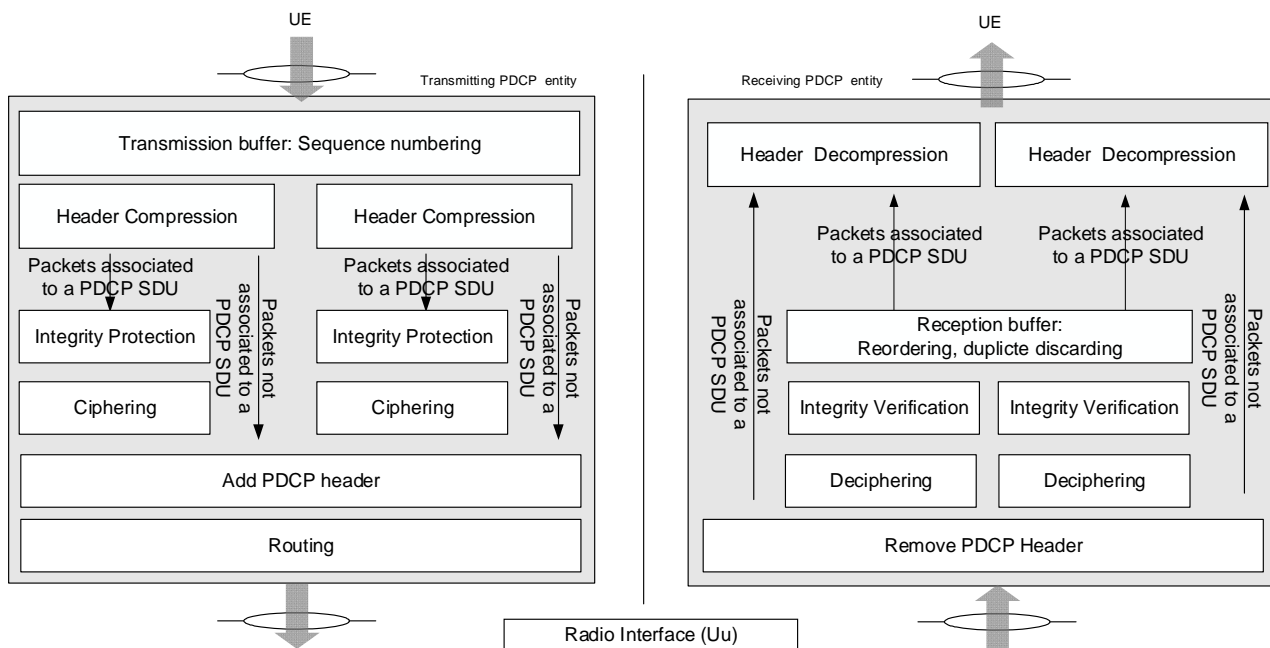 UE
Transmitting PDCP entity
Transmission buffer: Sequence numbering
Header Compression
Header Compression
Packets associated
to a PDCP SDU
Packets associated
to a PDCP SDU
Packets not
associated to a
PDCP SDU
Packets not
associated to a
PDCP SDU
Integrity Protection
Integrity Protection
Ciphering
Ciphering
Add PDCP header
Routing
UE
Receiving PDCP entity
Header Decompression
Header Decompression
Packets associated
to a PDCP SDU
Packets associated
to a PDCP SDU
Packets not
associated to a
PDCP SDU
Packets not
associated to a
PDCP SDU
Reception buffer:
Reordering, duplicte discarding
Integrity Verification
Integrity Verification
Deciphering
Deciphering
Remove PDCP Header
Radio Interface (Uu)